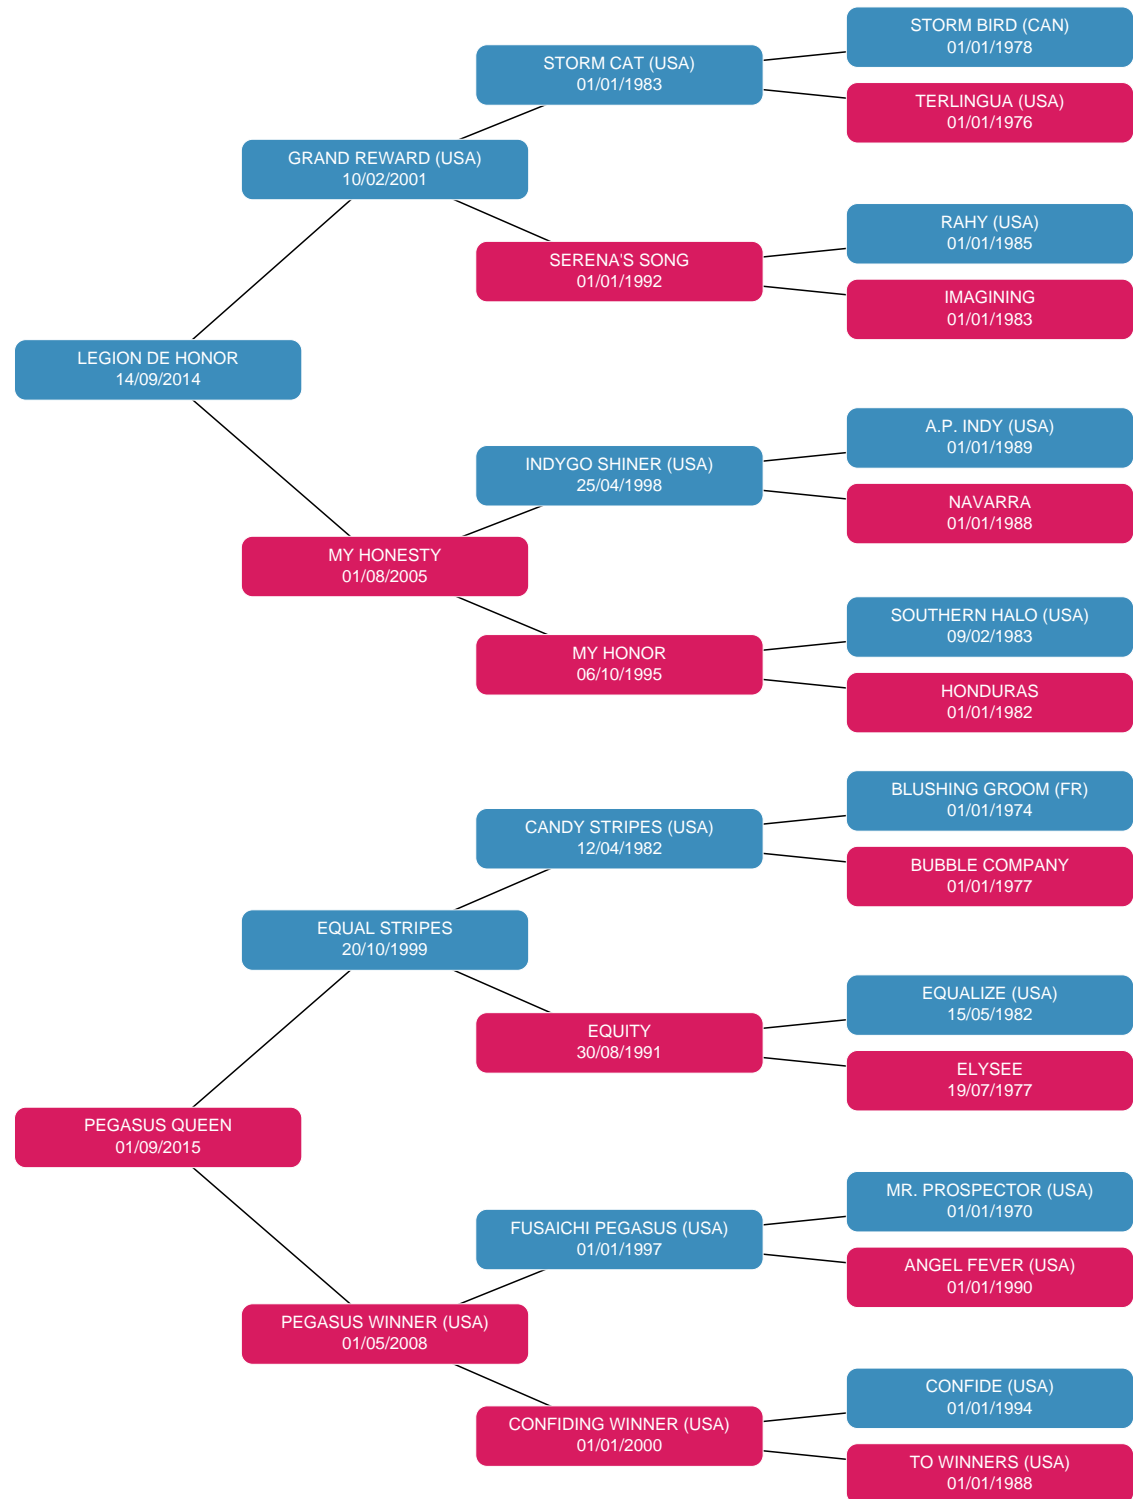 STORM BIRD (CAN)
01/01/1978
STORM CAT (USA)
01/01/1983
TERLINGUA (USA)
01/01/1976
GRAND REWARD (USA)
10/02/2001
RAHY (USA)
01/01/1985
SERENA'S SONG
01/01/1992
IMAGINING
01/01/1983
LEGION DE HONOR
14/09/2014
A.P. INDY (USA)
01/01/1989
INDYGO SHINER (USA)
25/04/1998
NAVARRA
01/01/1988
MY HONESTY
01/08/2005
SOUTHERN HALO (USA)
09/02/1983
MY HONOR
06/10/1995
HONDURAS
01/01/1982
BLUSHING GROOM (FR)
01/01/1974
CANDY STRIPES (USA)
12/04/1982
BUBBLE COMPANY
01/01/1977
EQUAL STRIPES
20/10/1999
EQUALIZE (USA)
15/05/1982
EQUITY
30/08/1991
ELYSEE
19/07/1977
PEGASUS QUEEN
01/09/2015
MR. PROSPECTOR (USA)
01/01/1970
FUSAICHI PEGASUS (USA)
01/01/1997
ANGEL FEVER (USA)
01/01/1990
PEGASUS WINNER (USA)
01/05/2008
CONFIDE (USA)
01/01/1994
CONFIDING WINNER (USA)
01/01/2000
TO WINNERS (USA)
01/01/1988